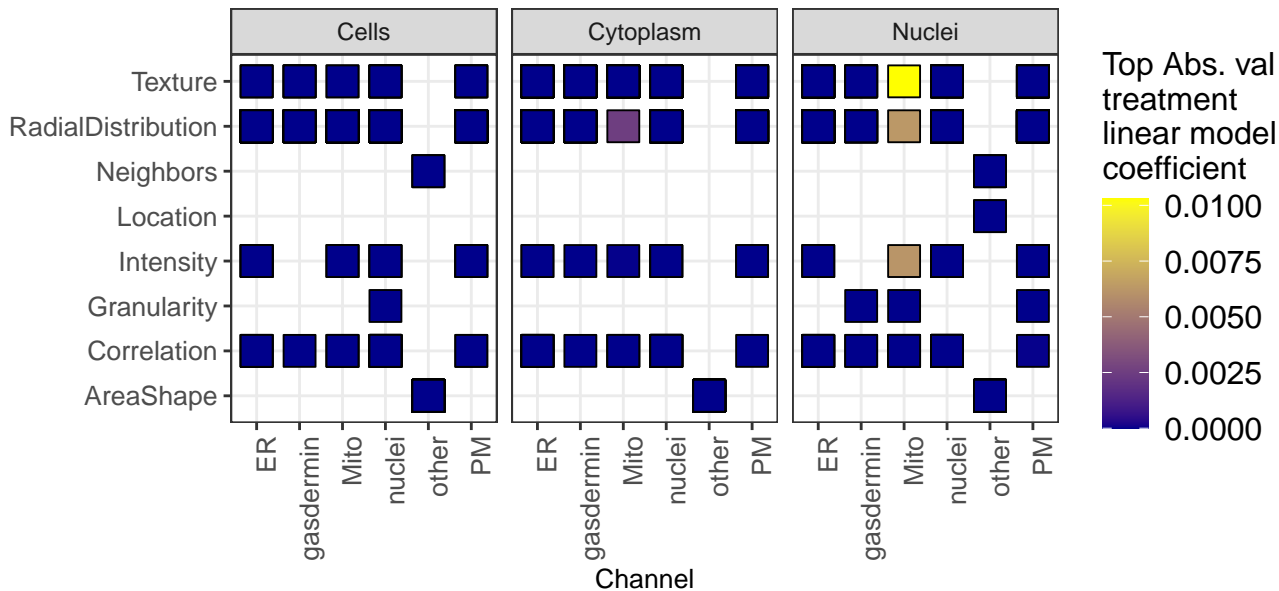 Cells
Cytoplasm
Nuclei
Texture
RadialDistribution
Neighbors
Location
Intensity
Granularity
Correlation
AreaShape
ER
gasdermin
Mito
nuclei
other
PM
ER
gasdermin
Mito
nuclei
other
PM
ER
gasdermin
Mito
nuclei
other
PM
Channel
Top Abs. val
treatment
linear model
coefficient
0.0100
0.0075
0.0050
0.0025
0.0000